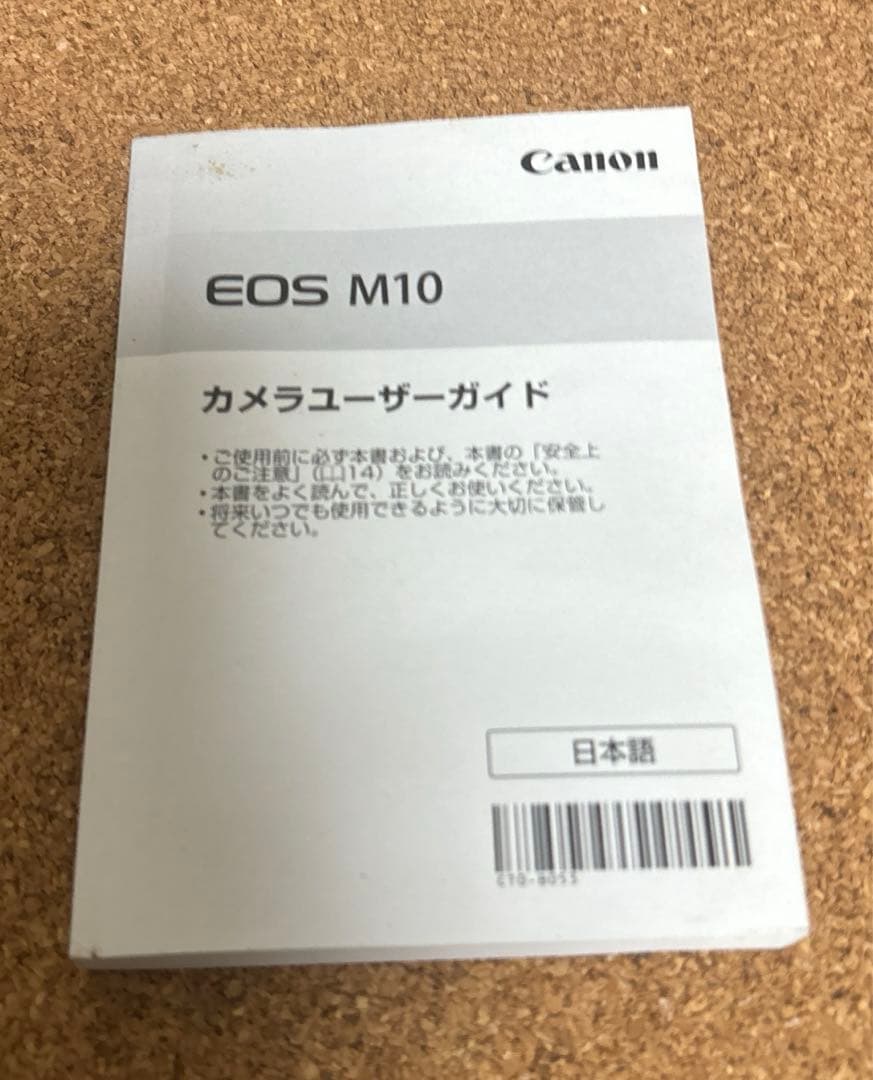 Canon
EOS M10
カメラユーザーガイド
・ご使用前に必ず本書および、本書の「安全上
のご注意」（14）をお読みください。
・本書をよく読んで、正しくお使いください。
・将来いつでも使用できるように大切に保管し
てください。
日本語